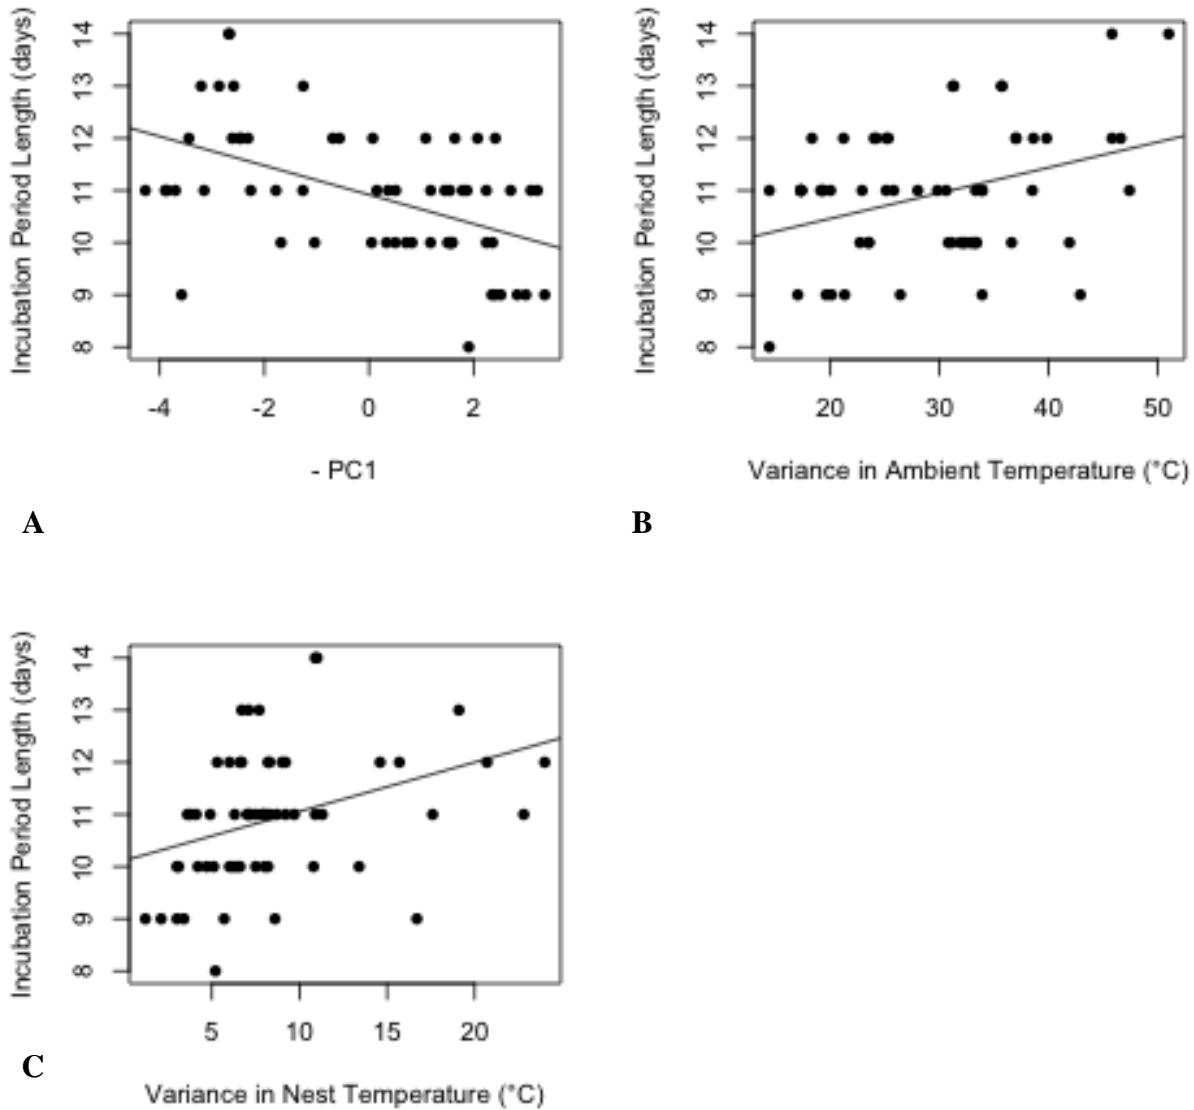 Incubation Period Length (days)
14
13
12
11
10
9
8
-4 -2 0 2
- PC1
A
Incubation Period Length (days)
14
13
12
11
10
9
8
20 30 40 50
Variance in Ambient Temperature (°C)
B
Incubation Period Length (days)
14
13
12
11
10
9
8
5 10 15 20
C
Variance in Nest Temperature (°C)